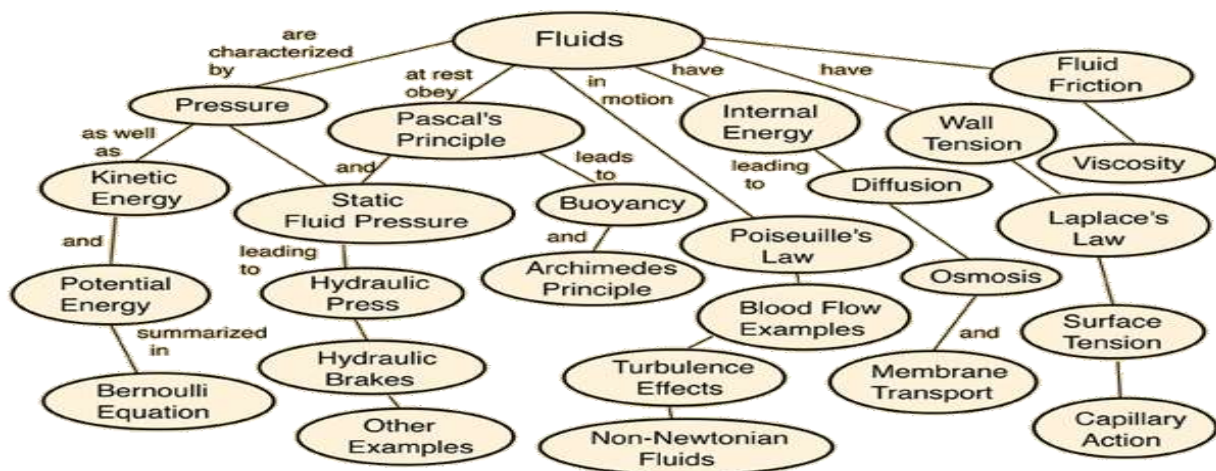 Fluids
are
characterized
by
at rest
obey
in
motion
have
have
Fluid
Friction
Pressure
Pascal's
Principle
Internal
Energy
Wall
Tension
Viscosity
as well
as
and
leads
to
leading
to
Kinetic
Energy
Static
Fluid Pressure
Buoyancy
Diffusion
Laplace's
Law
and
leading
to
and
Poiseuille's
Law
Potential
Energy
Hydraulic
Press
Archimedes
Principle
Osmosis
summarized
in
Blood Flow
Examples
and
Surface
Tension
Bernoulli
Equation
Hydraulic
Brakes
Turbulence
Effects
Membrane
Transport
Other
Examples
Non-Newtonian
Fluids
Capillary
Action